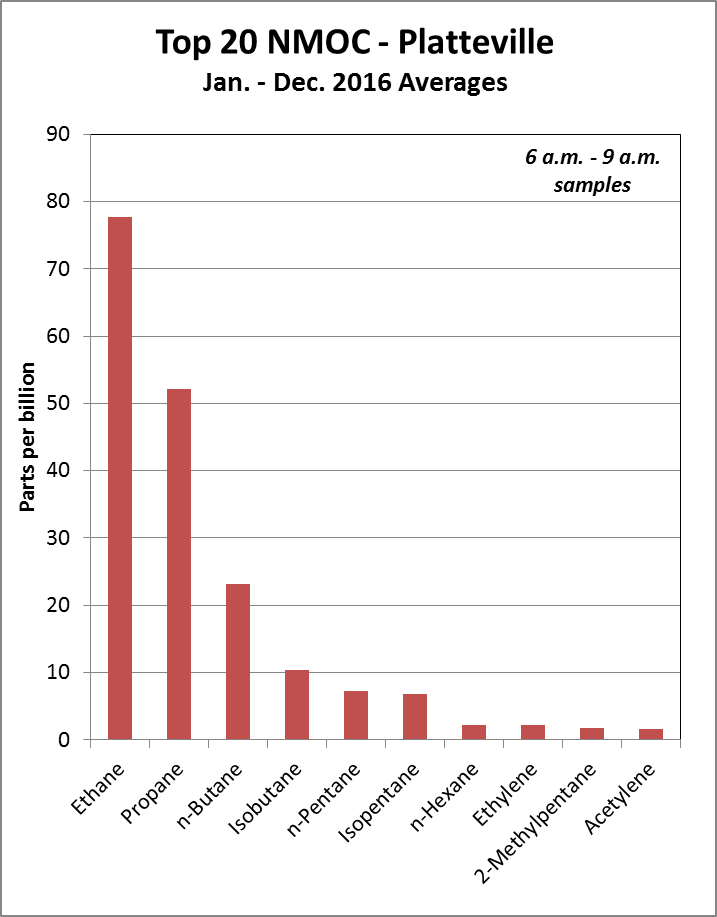 Top 20 NMOC - Platteville
Jan. - Dec. 2016 Averages
6 a.m. - 9 a.m.
samples
Parts per billion
90
80
70
60
50
40
30
20
10
0
Ethane
Propane
n-Butane
Isobutane
n-Pentane
Isopentane
n-Hexane
Ethylene
2-Methylpentane
Acetylene